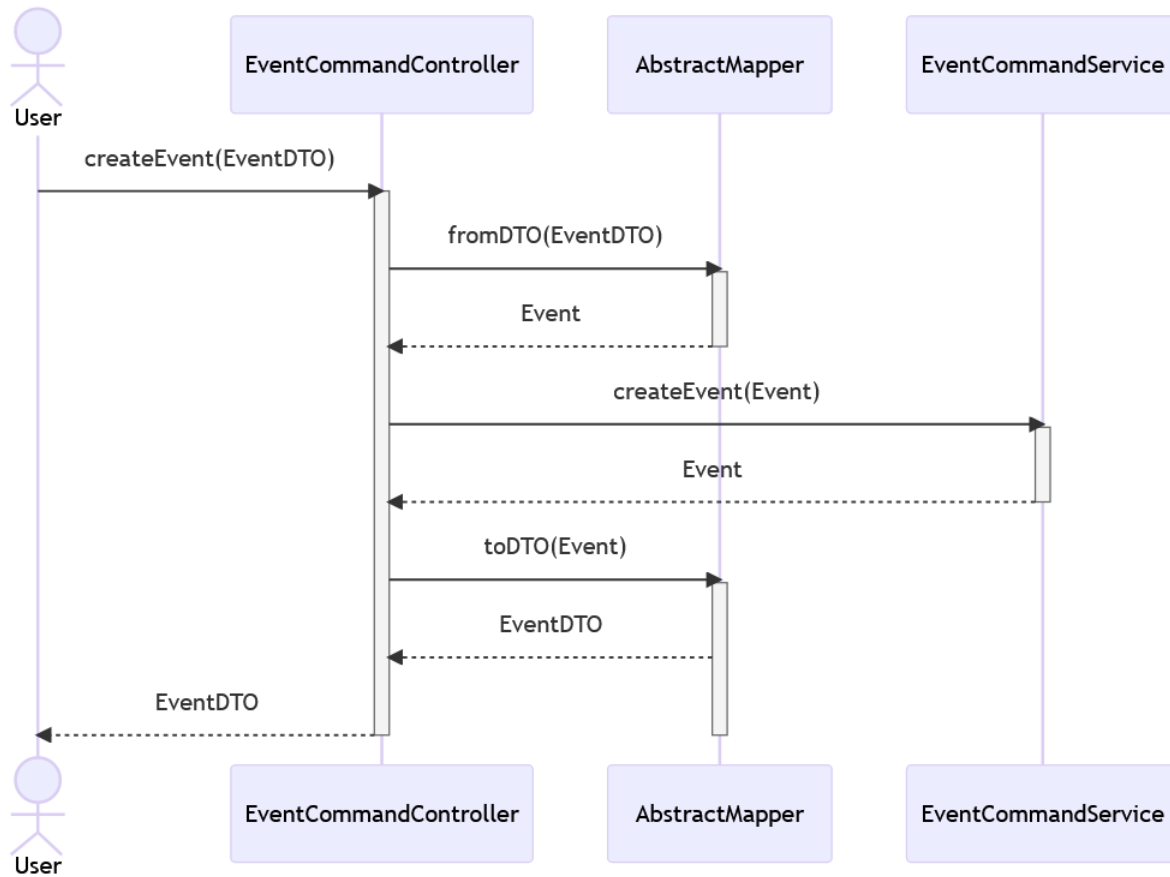 EventCommandController
AbstractMapper
EventCommandService
User
createEvent(EventDTO)
fromDTO(EventDTO)
Event
createEvent(Event)
Event
toDTO(Event)
EventDTO
EventDTO
EventCommandController
AbstractMapper
EventCommandService
User